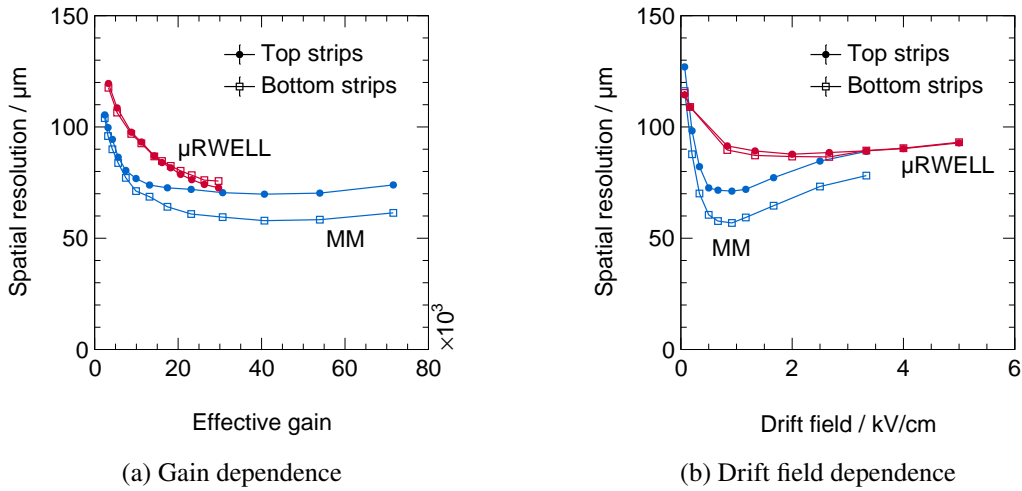 Spatial resolution / μm
150
100
50
0
Top strips
Bottom strips
μRWELL
MM
0
20
40
60
80
×10³
Effective gain
(a) Gain dependence
Spatial resolution / μm
150
100
50
0
Top strips
Bottom strips
μRWELL
MM
0
2
4
6
Drift field / kV/cm
(b) Drift field dependence